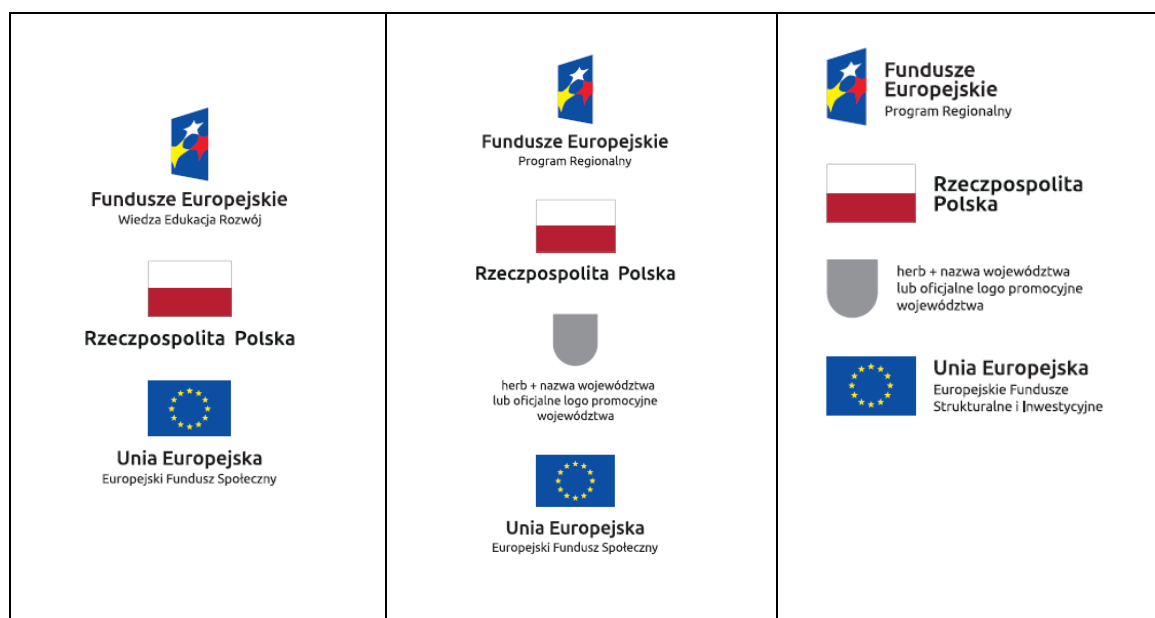 Fundusze Europejskie
Wiedza Edukacja Rozwój
Rzeczpospolita Polska
Unia Europejska
Europejski Fundusz Społeczny
Fundusze Europejskie
Program Regionalny
Rzeczpospolita Polska
herb + nazwa województwa
lub oficjalne logo promocyjne
województwa
Unia Europejska
Europejski Fundusz Społeczny
Fundusze
Europejskie
Program Regionalny
Rzeczpospolita
Polska
herb + nazwa województwa
lub oficjalne logo promocyjne
województwa
Unia Europejska
Europejskie Fundusze
Strukturalne i Inwestycyjne